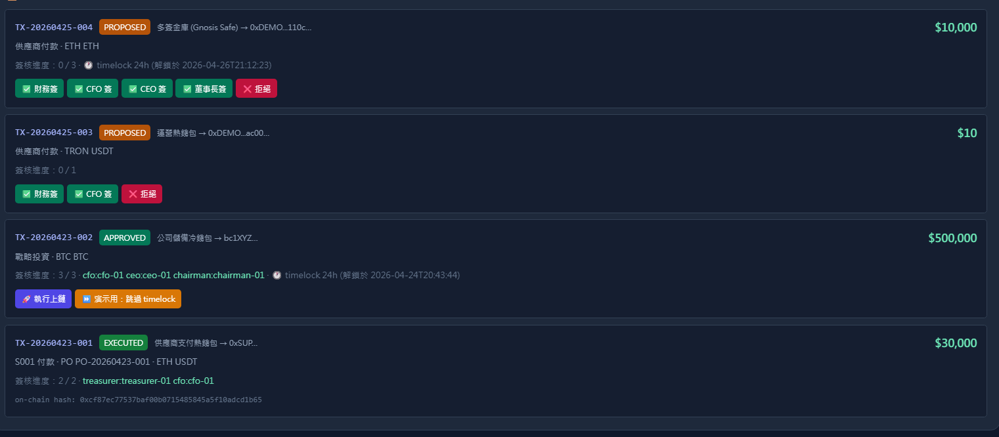 TX-20260425-004 PROPOSED 多簽金庫 (Gnosis Safe) → 0xDEMO...110c... $10,000
供應商付款 · ETH ETH
簽核進度：0 / 3 · 🕐 timelock 24h (解鎖於 2026-04-26T21:12:23)
✅ 財務簽 ✅ CFO 簽 ✅ CEO 簽 ✅ 董事長簽 ❌ 拒絕
TX-20260425-003 PROPOSED 運營熱錢包 → 0xDEMO...ac00... $10
供應商付款 · TRON USDT
簽核進度：0 / 1
✅ 財務簽 ✅ CFO 簽 ❌ 拒絕
TX-20260423-002 APPROVED 公司儲備冷錢包 → bc1XYZ... $500,000
戰略投資 · BTC BTC
簽核進度：3 / 3 · cfo:cfo-01 ceo:ceo-01 chairman:chairman-01 · 🕐 timelock 24h (解鎖於 2026-04-24T20:43:44)
🚀 執行上鏈 ⏩ 演示用：跳過 timelock
TX-20260423-001 EXECUTED 供應商支付熱錢包 → 0xSUP... $30,000
S001 付款 · PO PO-20260423-001 · ETH USDT
簽核進度：2 / 2 · treasurer:treasurer-01 cfo:cfo-01
on-chain hash: 0xcf87ec77537baf00b0715485845a5f10adcd1b65